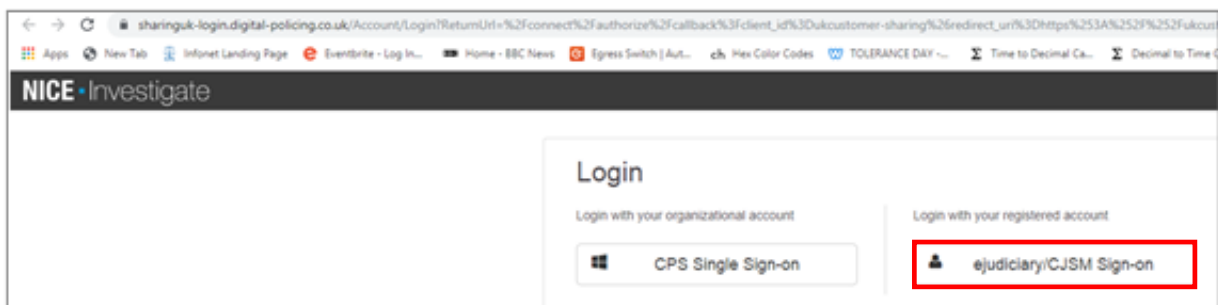 sharinguk-login.digital-policing.co.uk/Account/Login?ReturnUrl=%2Fconnect%2Fauthorize%2Fcallback%3Fclient_id%3Dukcustomer-sharing%26redirect_uri%3Dhttps%253A%252F%252Fukcust
Apps New Tab Infonet Landing Page Eventbrite - Log In... Home - BBC News Egress Switch | Aut... Hex Color Codes TOLERANCE DAY -... Time to Decimal Ca... Decimal to Time C
NICE Investigate
Login
Login with your organizational account Login with your registered account
CPS Single Sign-on ejudiciary/CJSM Sign-on